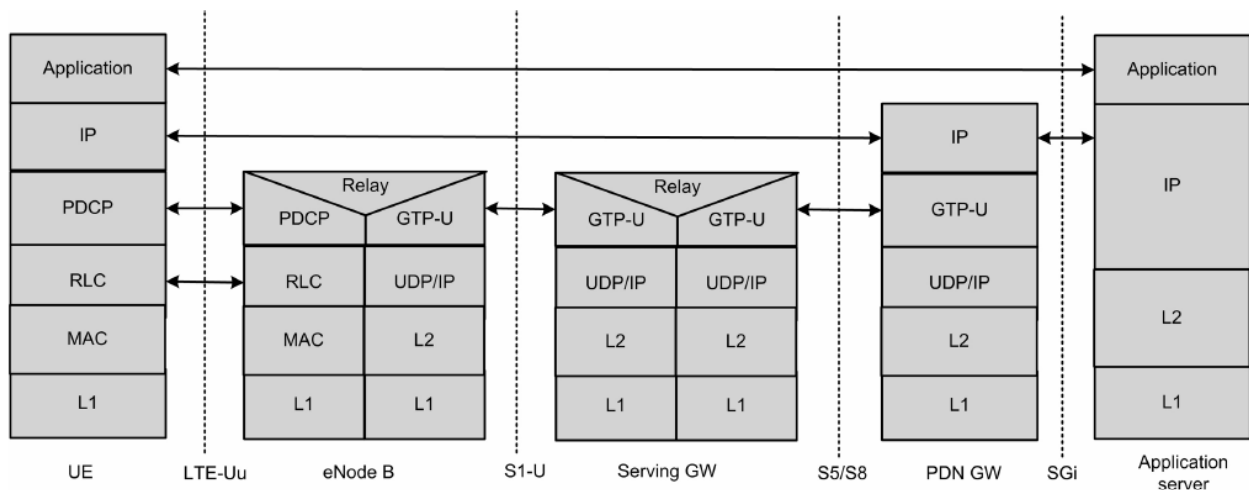 Application
Application
IP
IP
IP
Relay
Relay
PDCP
PDCP
GTP-U
GTP-U
GTP-U
GTP-U
RLC
RLC
UDP/IP
UDP/IP
UDP/IP
UDP/IP
L2
MAC
MAC
L2
L2
L2
L2
L1
L1
L1
L1
L1
L1
L1
UE
LTE-Uu
eNode B
S1-U
Serving GW
S5/S8
PDN GW
SGi
Application
server